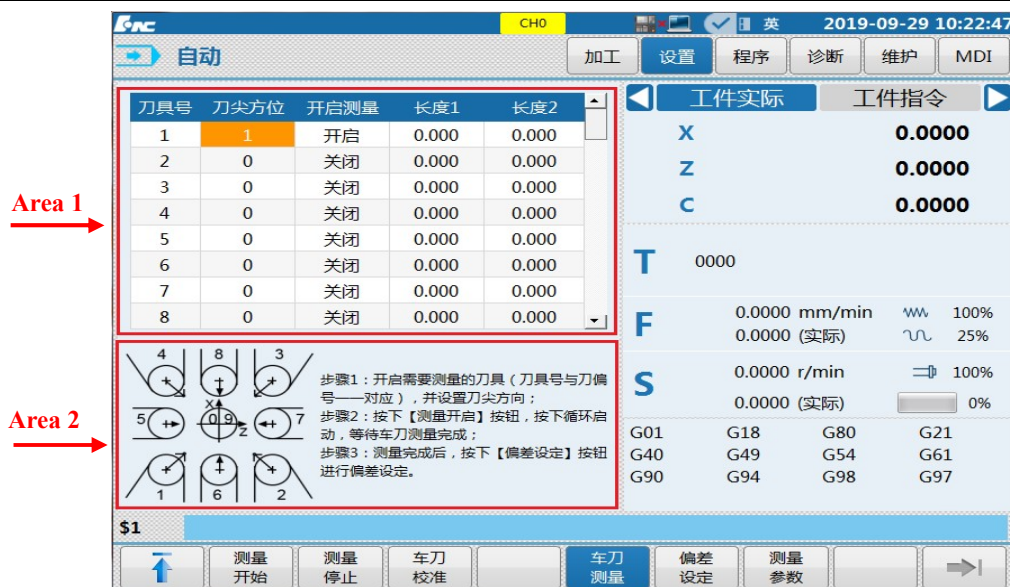 HNC CH0 英 2019-09-29 10:22:47
自动 加工 设置 程序 诊断 维护 MDI
刀具号 刀尖方位 开启测量 长度1 长度2
1 1 开启 0.000 0.000
2 0 关闭 0.000 0.000
3 0 关闭 0.000 0.000
4 0 关闭 0.000 0.000
5 0 关闭 0.000 0.000
6 0 关闭 0.000 0.000
7 0 关闭 0.000 0.000
8 0 关闭 0.000 0.000
Area 1
工件实际 工件指令
X 0.0000
Z 0.0000
C 0.0000
T 0000
F 0.0000 mm/min 100%
0.0000 (实际) 25%
S 0.0000 r/min 100%
0.0000 (实际) 0%
G01 G18 G80 G21
G40 G49 G54 G61
G90 G94 G98 G97
Area 2
4 8 3
X
5 0 9 7
Z
1 6 2
步骤1：开启需要测量的刀具（刀具号与刀偏
号一一对应），并设置刀尖方向；
步骤2：按下【测量开启】按钮，按下循环启
动，等待车刀测量完成；
步骤3：测量完成后，按下【偏差设定】按钮
进行偏差设定。
$1
测量
开始
测量
停止
车刀
校准
车刀
测量
偏差
设定
测量
参数